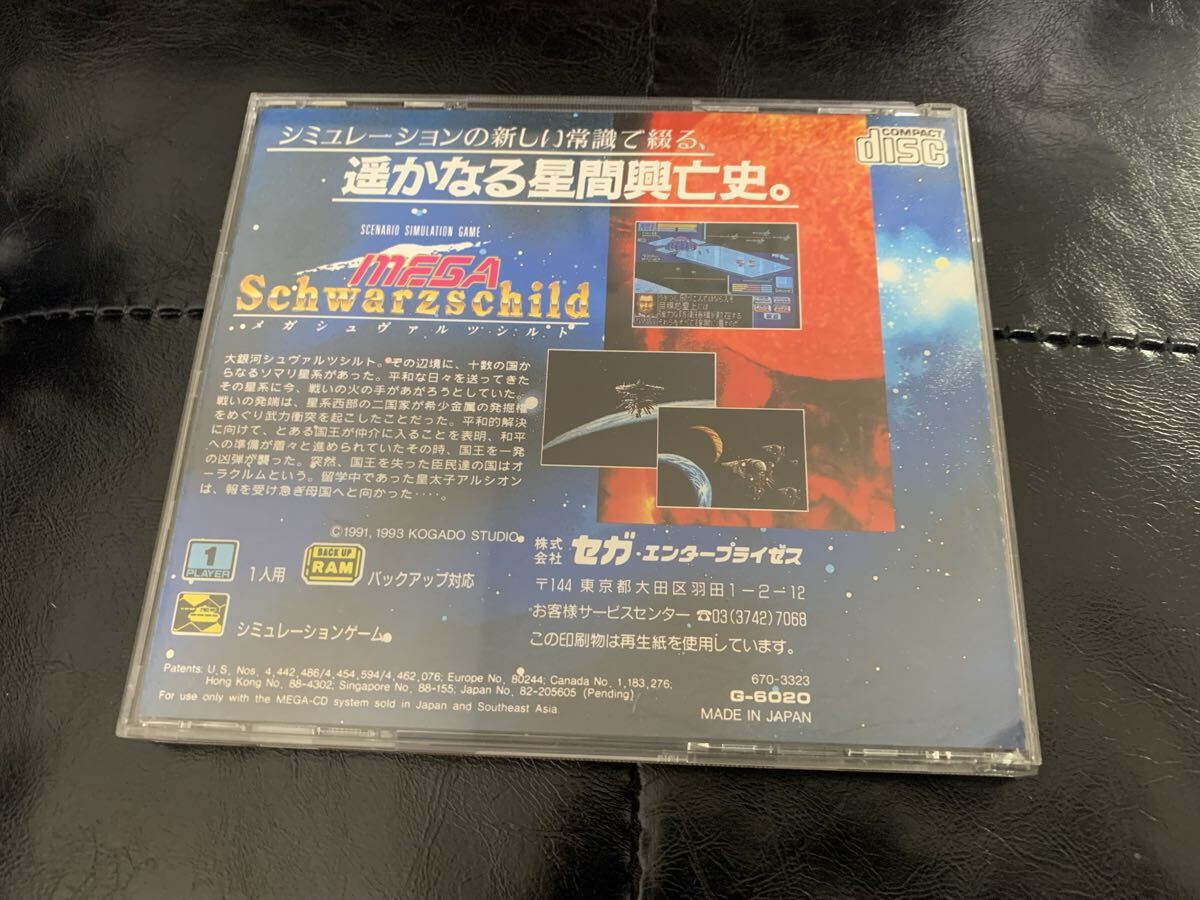 シミュレーションの新しい常識で綴る、
遥かなる星間興亡史。
COMPACT
disc
SCENARIO SIMULATION GAME
MEGA
Schwarzschild
メガシュヴァルツシルト
大銀河シュヴァルツシルト。その辺境に、十数の国か
らなるソマリ星系があった。平和な日々を送ってきた
その星系に今、戦いの火の手があがろうとしていた。
戦いの発端は、星系西部の二国家が希少金属の発掘権
をめぐり武力衝突を起こしたことだった。平和的解決
に向けて、とある国王が仲介に入ることを表明、和平
への準備が着々と進められていたその時、国王を一発
の凶弾が襲った。突然、国王を失った臣民達の国はオ
ーラクルムという。留学中であった皇太子アルシオン
は、報を受け急ぎ母国へと向かった‥‥。
©1991, 1993 KOGADO STUDIO
1
PLAYER
1人用
BACK UP
RAM
バックアップ対応
シミュレーションゲーム
株式
会社
セガ・エンタープライゼス
〒144 東京都大田区羽田1-2-12
お客様サービスセンター ☎03(3742)7068
この印刷物は再生紙を使用しています。
Patents: U.S. Nos. 4,442,486/4,454,594/4,462,076; Europe No. 80244; Canada No. 1,183,276;
Hong Kong No. 88-4302; Singapore No. 88-155; Japan No. 82-205605 (Pending)
For use only with the MEGA-CD system sold in Japan and Southeast Asia.
670-3323
G-6020
MADE IN JAPAN